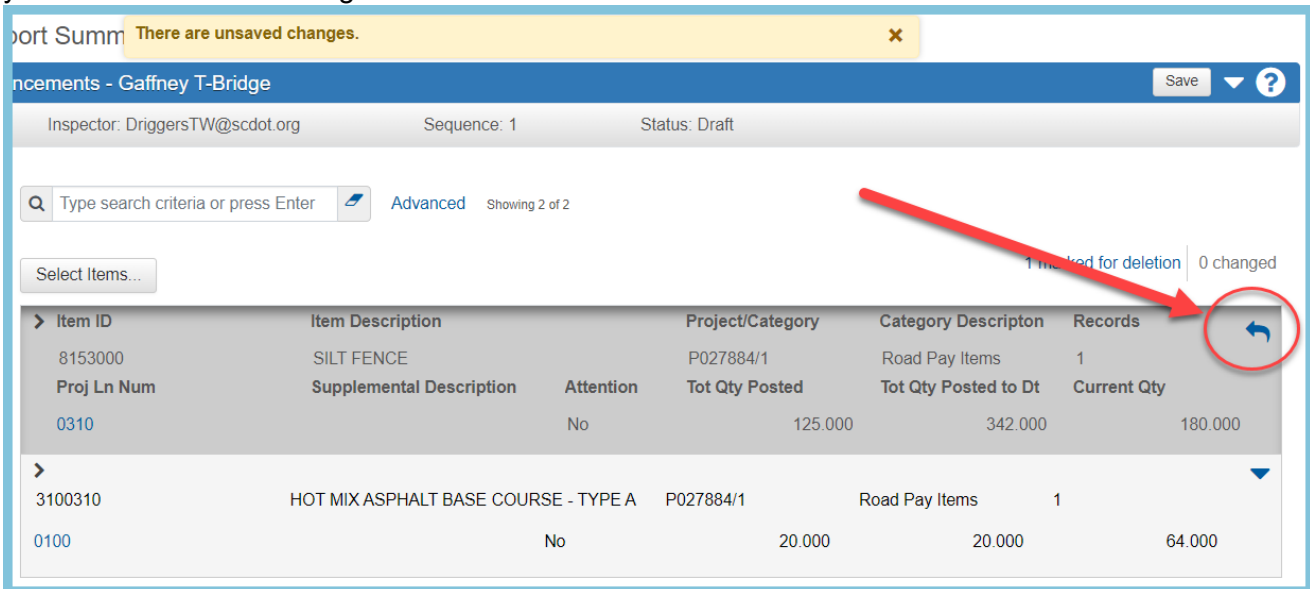 port Summ There are unsaved changes. ×
ncements - Gaffney T-Bridge Save ?
Inspector: DriggersTW@scdot.org Sequence: 1 Status: Draft
Type search criteria or press Enter Advanced Showing 2 of 2
Select Items... 1 marked for deletion 0 changed
Item ID Item Description Project/Category Category Descripton Records
8153000 SILT FENCE P027884/1 Road Pay Items 1
Proj Ln Num Supplemental Description Attention Tot Qty Posted Tot Qty Posted to Dt Current Qty
0310 No 125.000 342.000 180.000
3100310 HOT MIX ASPHALT BASE COURSE - TYPE A P027884/1 Road Pay Items 1
0100 No 20.000 20.000 64.000